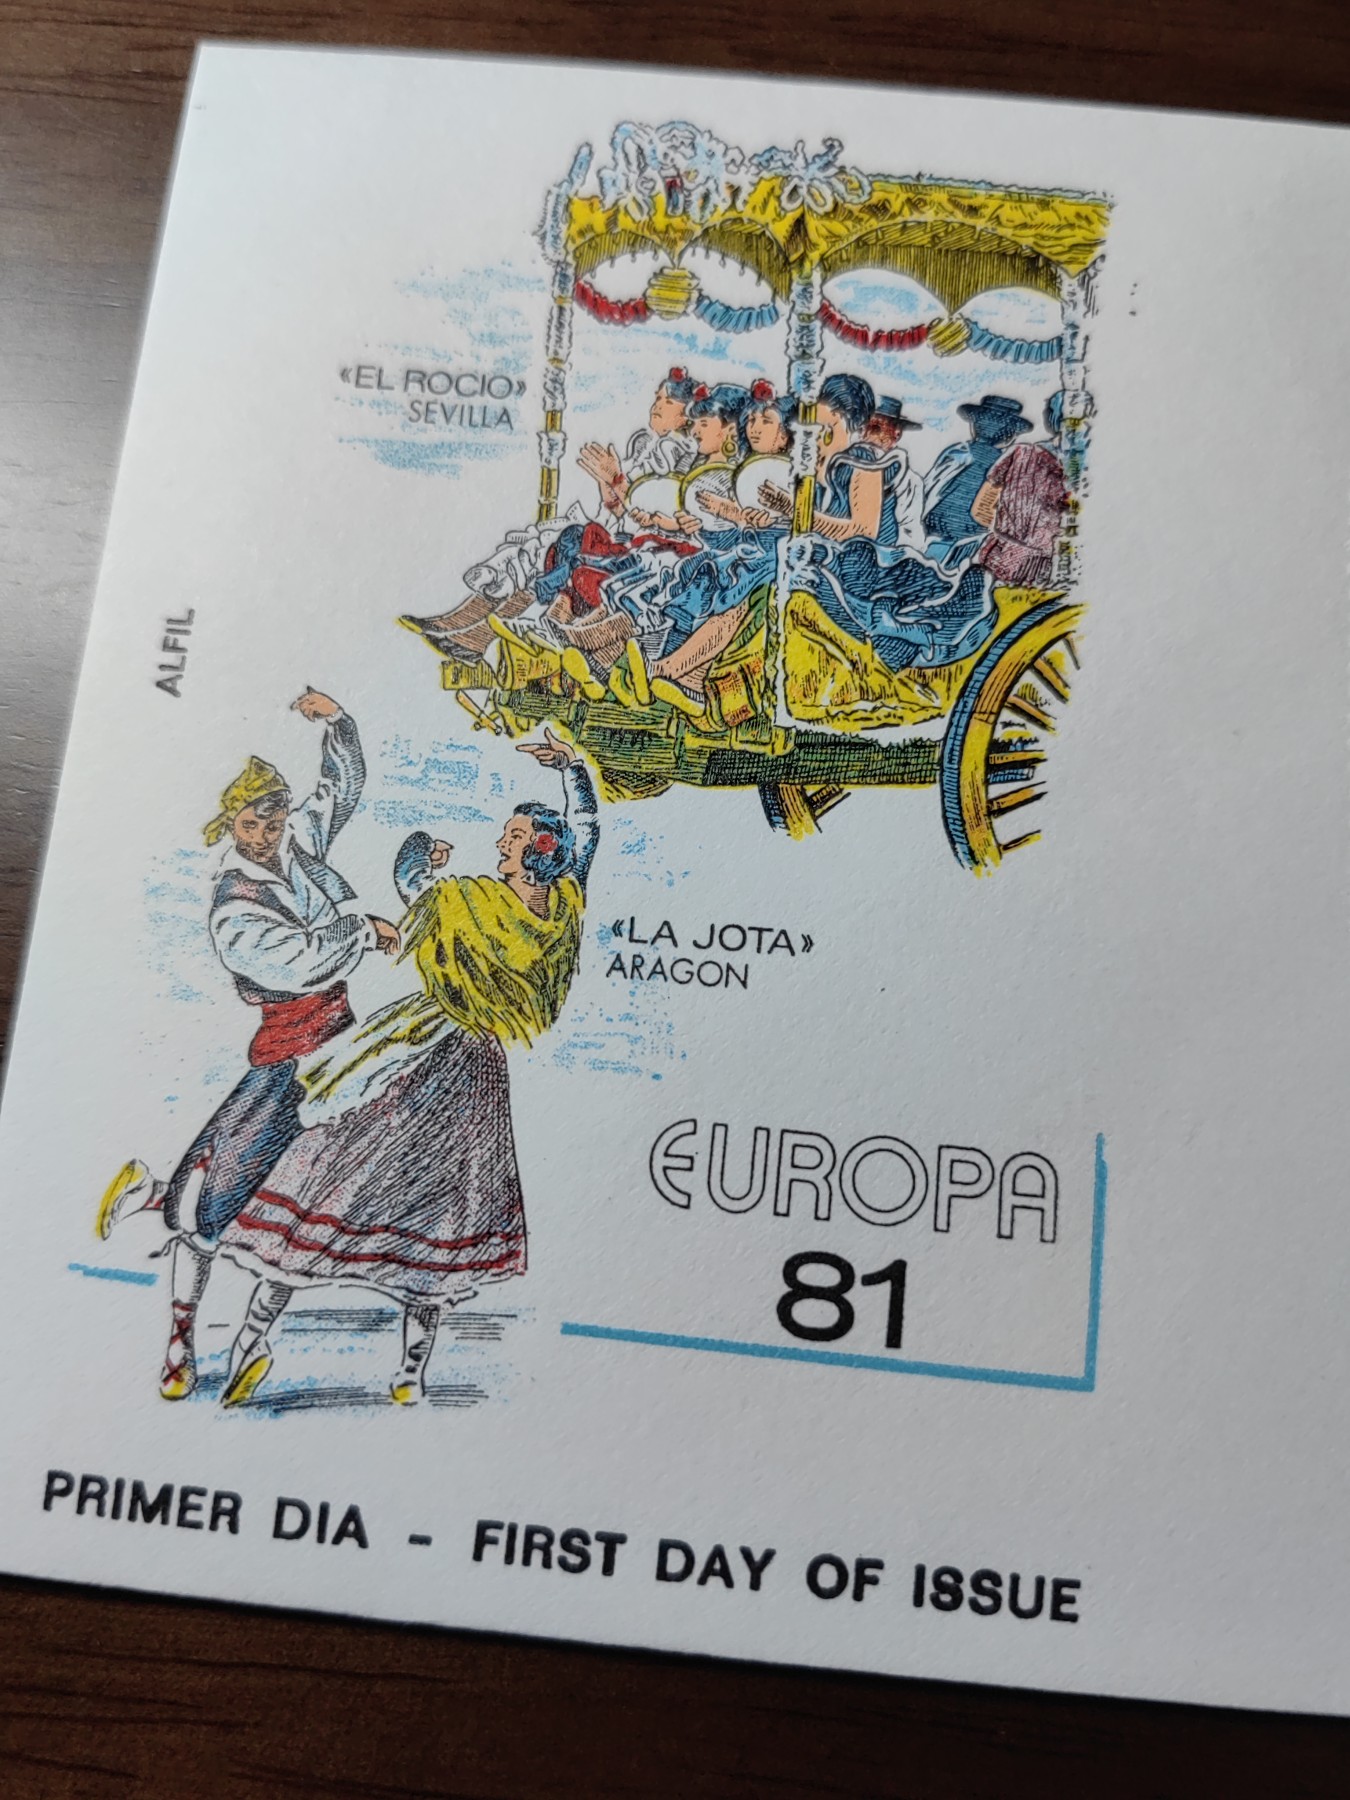 «EL ROCIO»
SEVILLA
ALFIL
«LA JOTA»
ARAGON
EUROPA
81
PRIMER DIA - FIRST DAY OF ISSUE